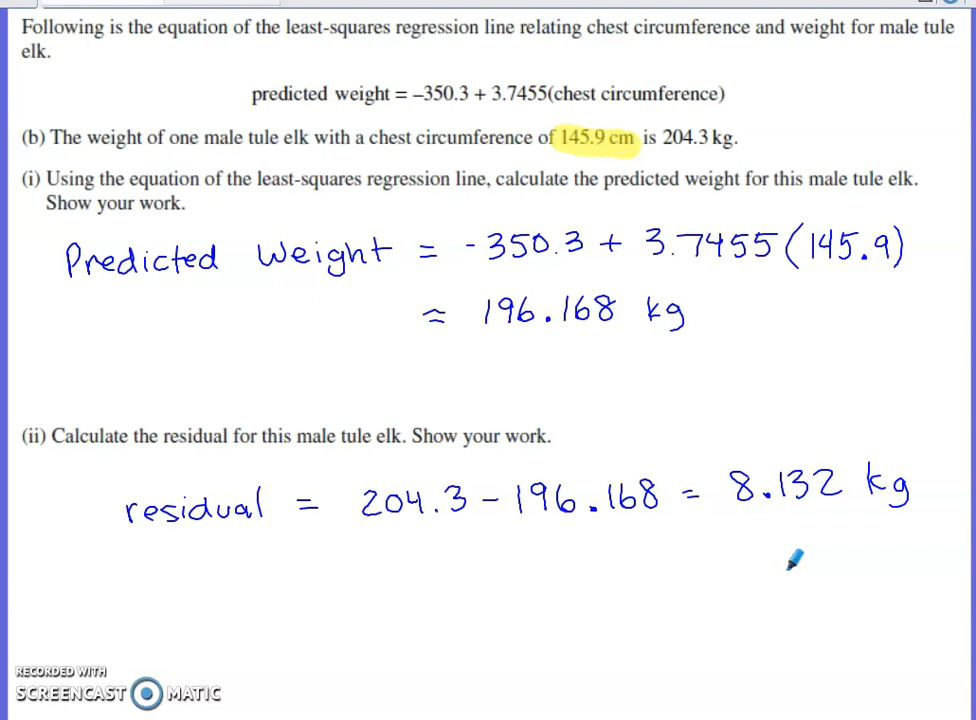 Following is the equation of the least-squares regression line relating chest circumference and weight for male tule
elk.
predicted weight = –350.3 + 3.7455(chest circumference)
(b) The weight of one male tule elk with a chest circumference of 145.9 cm is 204.3 kg.
(i) Using the equation of the least-squares regression line, calculate the predicted weight for this male tule elk.
Show your work.
Predicted Weight = -350.3 + 3.7455(145.9)
≈ 196.168 kg
(ii) Calculate the residual for this male tule elk. Show your work.
residual = 204.3 – 196.168 = 8.132 kg
RECORDED WITH
SCREENCAST MATIC